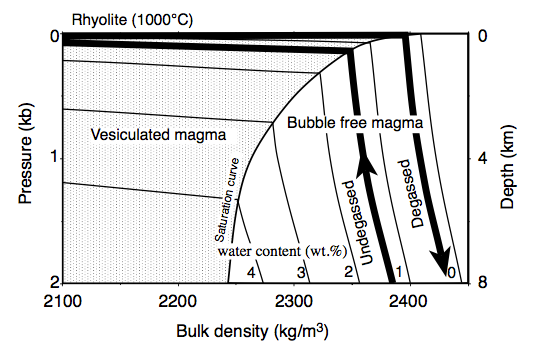 Rhyolite (1000°C)
0
0
Bubble free magma
Vesiculated magma
Pressure (kb)
1
4
Depth (km)
Saturation curve
Undegassed
Degassed
water content (wt.%)
4
3
2
1
0
2
8
2100
2200
2300
2400
Bulk density (kg/m³)